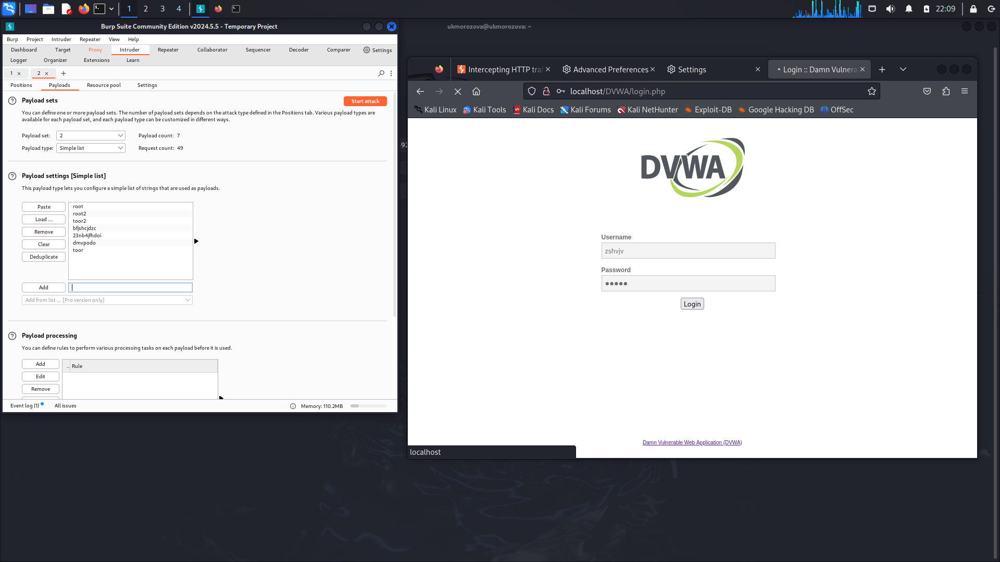 1 2 3 4
22:09
Burp Suite Community Edition v2024.5.5 - Temporary Project
Burp Project Intruder Repeater View Help
Dashboard Target Proxy Intruder Repeater Collaborator Sequencer Decoder Comparer Settings
Logger Organizer Extensions Learn
1 × 2 × +
Positions Payloads Resource pool Settings
Payload sets
Start attack
You can define one or more payload sets. The number of payload sets depends on the attack type defined in the Positions tab. Various payload types are
available for each payload set, and each payload type can be customized in different ways.
Payload set: 2 Payload count: 7
Payload type: Simple list Request count: 49
Payload settings [Simple list]
This payload type lets you configure a simple list of strings that are used as payloads.
Paste
Load ...
Remove
Clear
Deduplicate
root
root2
toor2
bfjshcjdzc
23nb4jfhdoi
dmvpodo
toor
Add
Add from list ... [Pro version only]
Payload processing
You can define rules to perform various processing tasks on each payload before it is used.
Add
Edit
Remove
.. Rule
Event log (1) All issues
Memory: 110.2MB
ukmorozova@ukmorozova: ~
Intercepting HTTP traf × Advanced Preferences × Settings × Login :: Damn Vulnera ×
localhost/DVWA/login.php
Kali Linux Kali Tools Kali Docs Kali Forums Kali NetHunter Exploit-DB Google Hacking DB OffSec
DVWA
Username
zshvjv
Password
●●●●●
Login
Damn Vulnerable Web Application (DVWA)
localhost